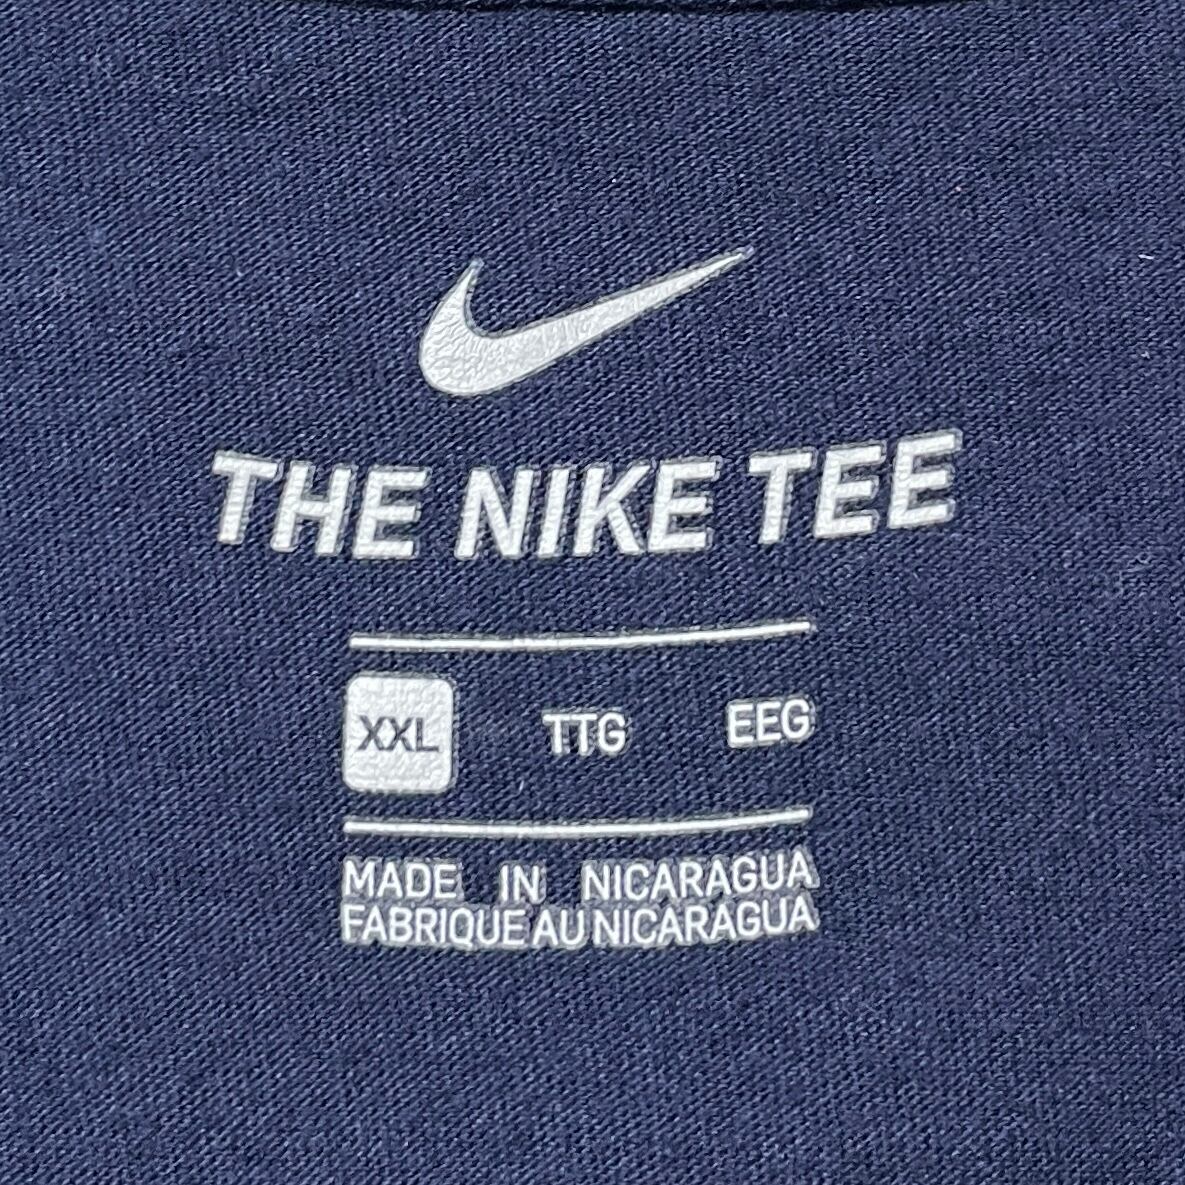 THE NIKE TEE
XXL TTG EEG
MADE IN NICARAGUA
FABRIQUE AU NICARAGUA